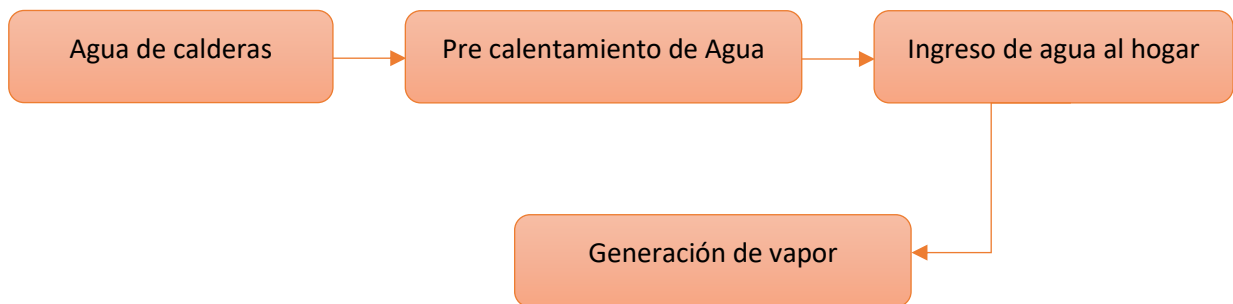 Agua de calderas
Pre calentamiento de Agua
Ingreso de agua al hogar
Generación de vapor